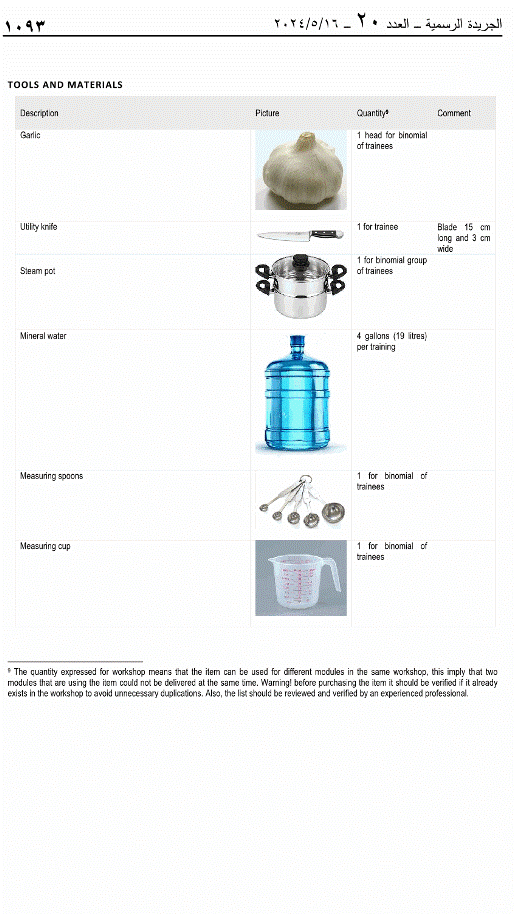 ١٠٩٣
الجريدة الرسمية – العدد ٢٠ – ٢٠٢٤/٥/١٦
TOOLS AND MATERIALS
Description Picture Quantity⁹ Comment
Garlic
1 head for binomial
of trainees
Utility knife
1 for trainee
Blade 15 cm
long and 3 cm
wide
Steam pot
1 for binomial group
of trainees
Mineral water
4 gallons (19 litres)
per training
Measuring spoons
1 for binomial of
trainees
Measuring cup
1 for binomial of
trainees
⁹ The quantity expressed for workshop means that the item can be used for different modules in the same workshop, this imply that two
modules that are using the item could not be delivered at the same time. Warning! before purchasing the item it should be verified if it already
exists in the workshop to avoid unnecessary duplications. Also, the list should be reviewed and verified by an experienced professional.